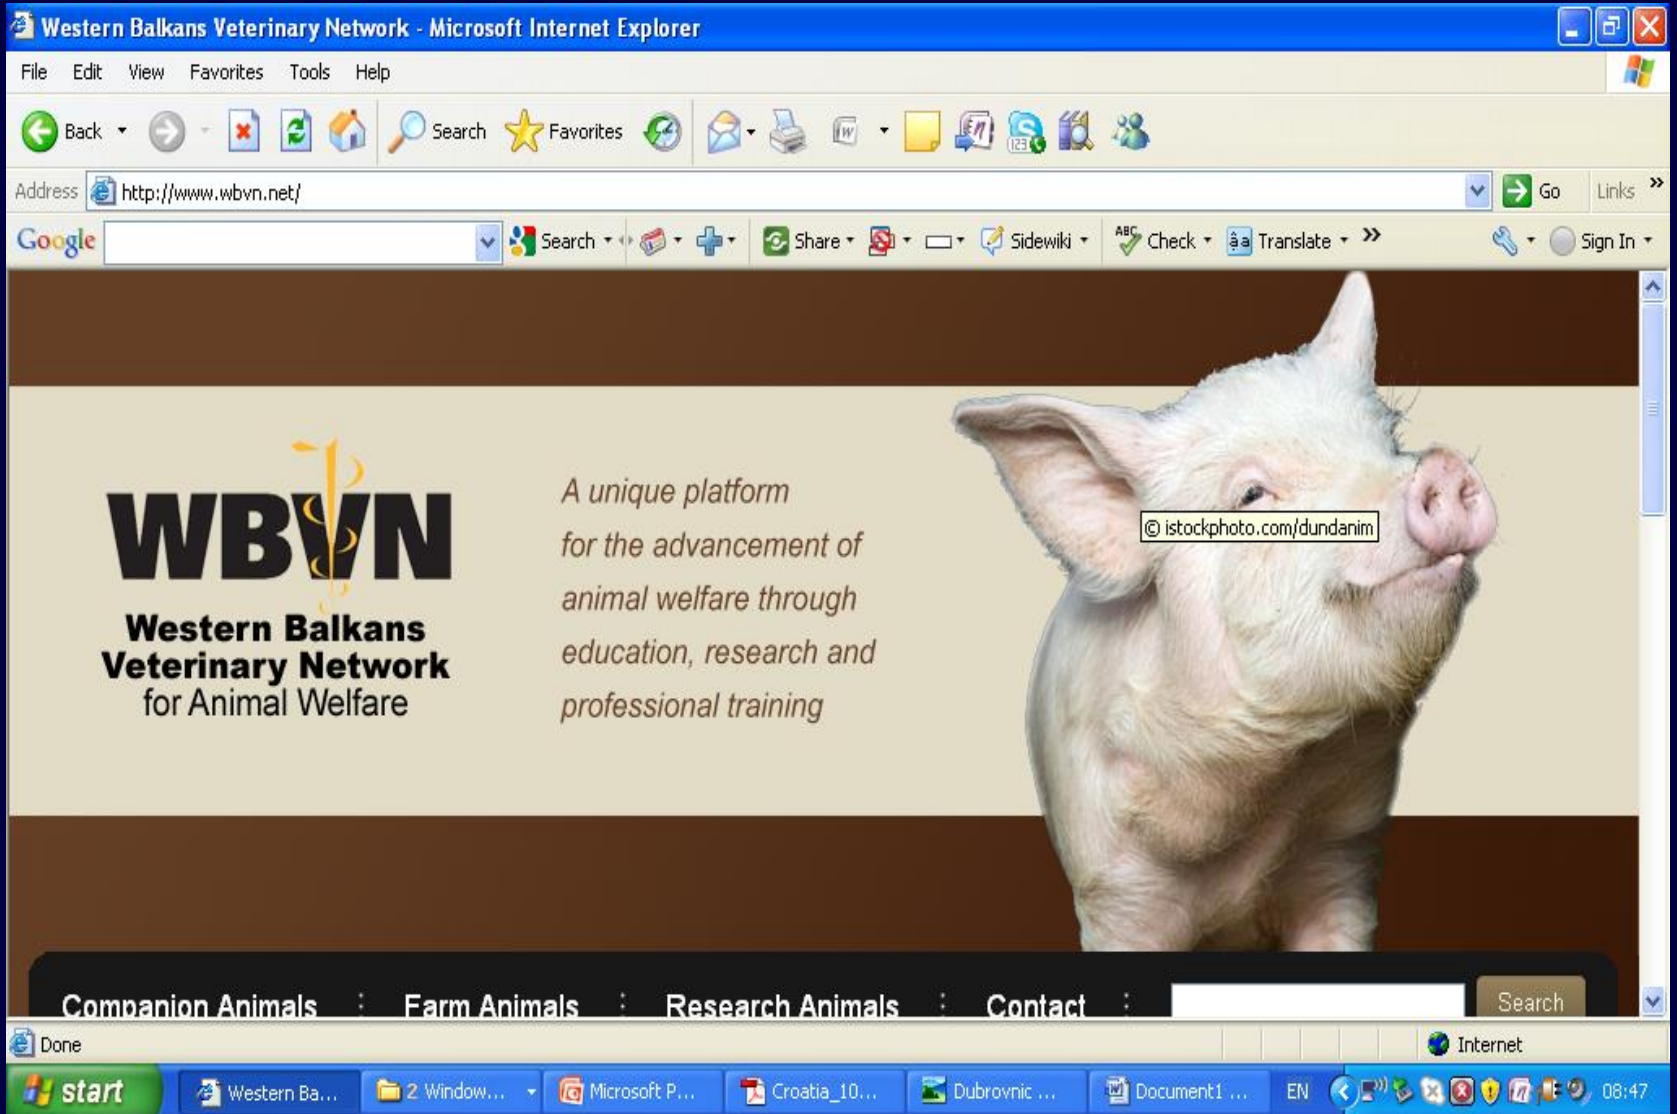 Western Balkans Veterinary Network - Microsoft Internet Explorer
File Edit View Favorites Tools Help
Back Search Favorites
Address http://www.wbvn.net/ Go Links »
Google Search Share Sidewiki Check Translate » Sign In
WBVN
Western Balkans
Veterinary Network
for Animal Welfare
A unique platform
for the advancement of
animal welfare through
education, research and
professional training
© istockphoto.com/dundanim
Companion Animals Farm Animals Research Animals Contact Search
Done Internet
start Western Ba... 2 Window... Microsoft P... Croatia_10... Dubrovnic ... Document1 ... EN 08:47